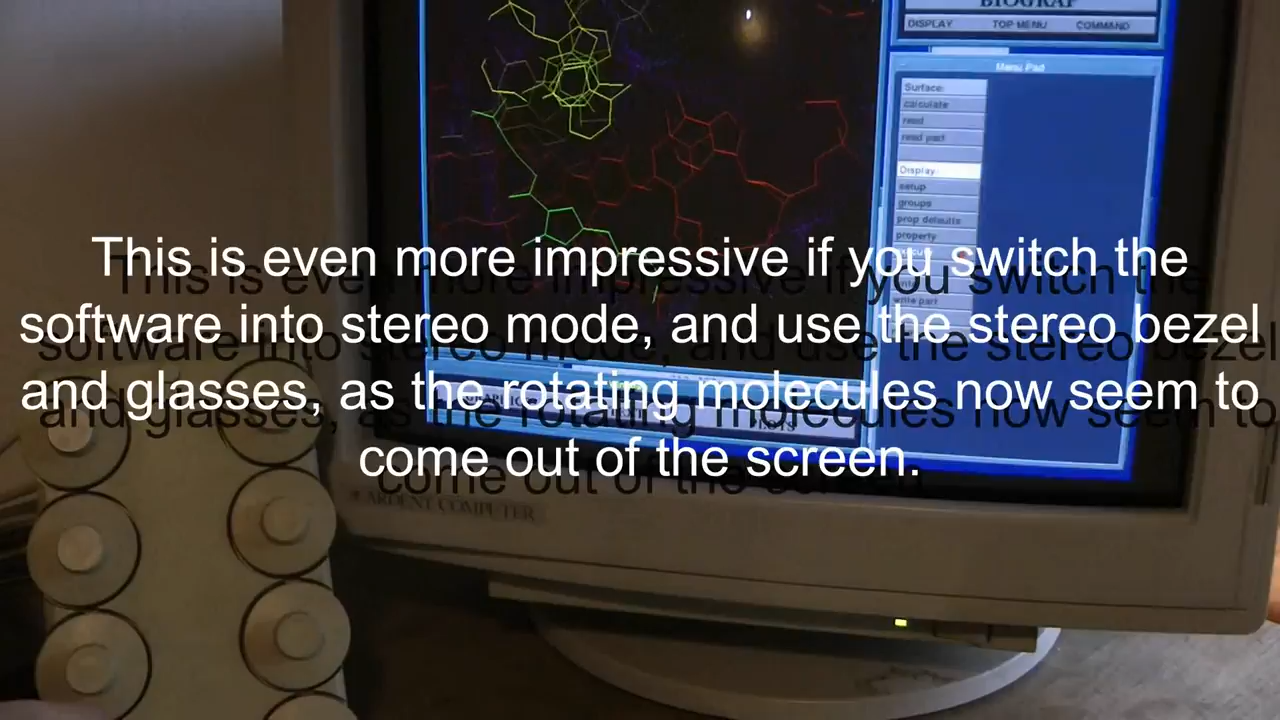 BIOGRAF
DISPLAY TOP MENU COMMAND
Menu Pad
Surface:
calculate
read
read part
Display:
setup
groups
prop defaults
property
write part
This is even more impressive if you switch the
software into stereo mode, and use the stereo bezel
and glasses, as the rotating molecules now seem to
come out of the screen.
ARDENT COMPUTER